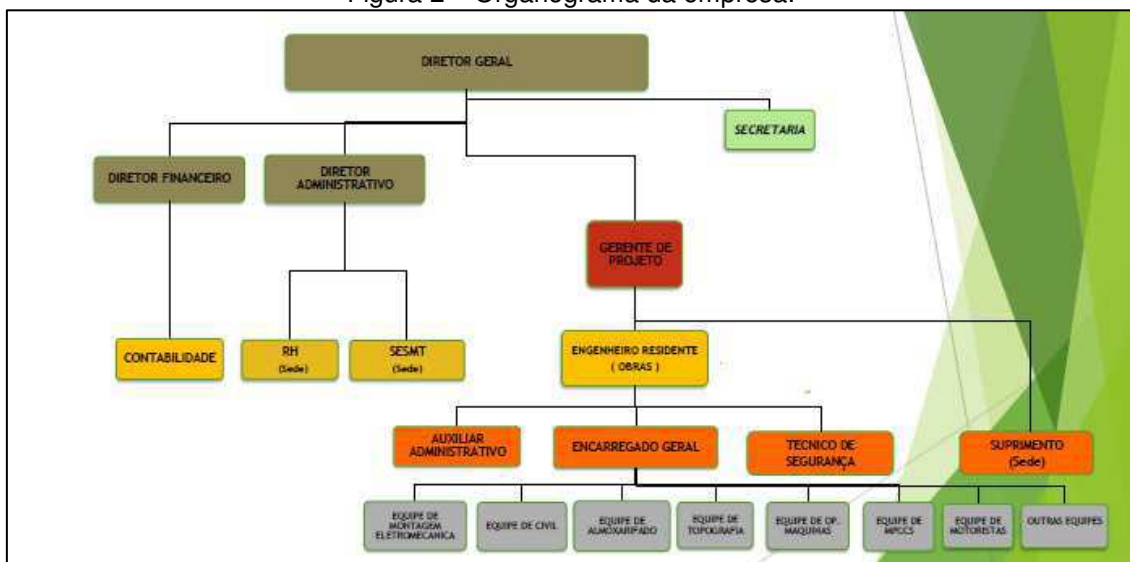 Figura 2 – Organograma da empresa.
DIRETOR GERAL
SECRETARIA
DIRETOR FINANCEIRO
DIRETOR
ADMINISTRATIVO
GERENTE DE
PROJETO
CONTABILIDADE
RH
(Sede)
SESMT
(Sede)
ENGENHEIRO RESIDENTE
( OBRAS )
AUXILIAR
ADMINISTRATIVO
ENCARREGADO GERAL
TECNICO DE
SEGURANÇA
SUPRIMENTO
(Sede)
EQUIPE DE
MONTAGEM
ELETROMECANICA
EQUIPE DE CIVIL
EQUIPE DE
ALMOXARIFADO
EQUIPE DE
TOPOGRAFIA
EQUIPE DE OP.
MAQUINAS
EQUIPE DE
EQUIPE DE
MOTORISTAS
OUTRAS EQUIPES